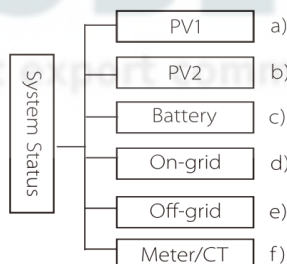 System Status
PV1 a)
PV2 b)
Battery c)
On-grid d)
Off-grid e)
Meter/CT f)